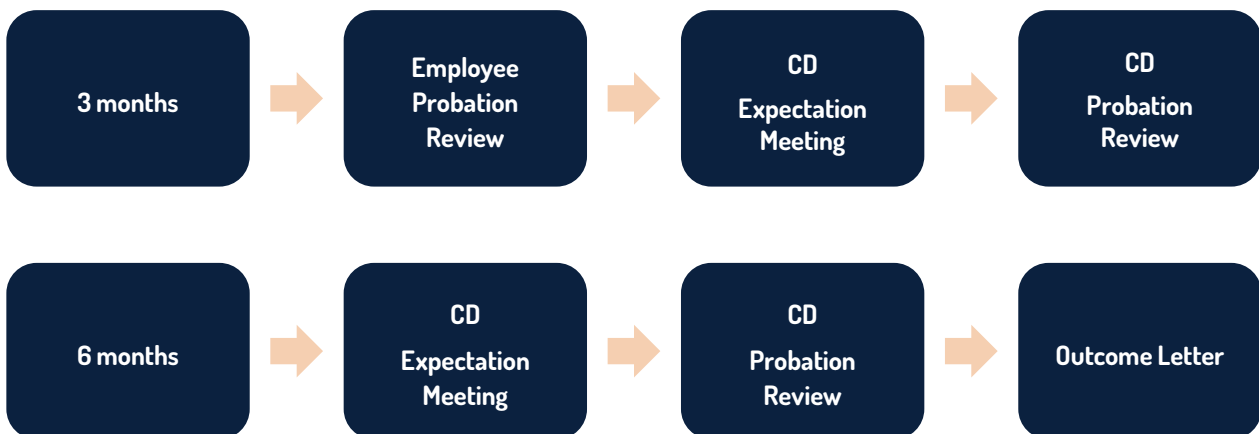 3 months
Employee
Probation
Review
CD
Expectation
Meeting
CD
Probation
Review
6 months
CD
Expectation
Meeting
CD
Probation
Review
Outcome Letter